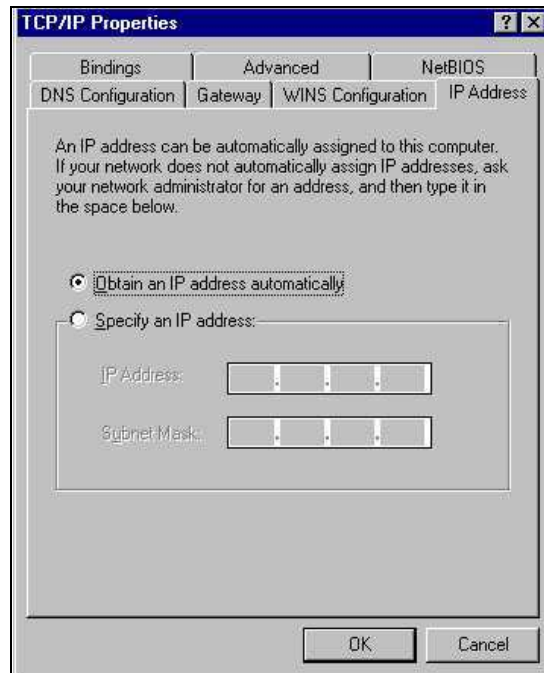 TCP/IP Properties
Bindings Advanced NetBIOS
DNS Configuration Gateway WINS Configuration IP Address
An IP address can be automatically assigned to this computer.
If your network does not automatically assign IP addresses, ask
your network administrator for an address, and then type it in
the space below.
Obtain an IP address automatically
Specify an IP address:
IP Address:
Subnet Mask:
OK Cancel